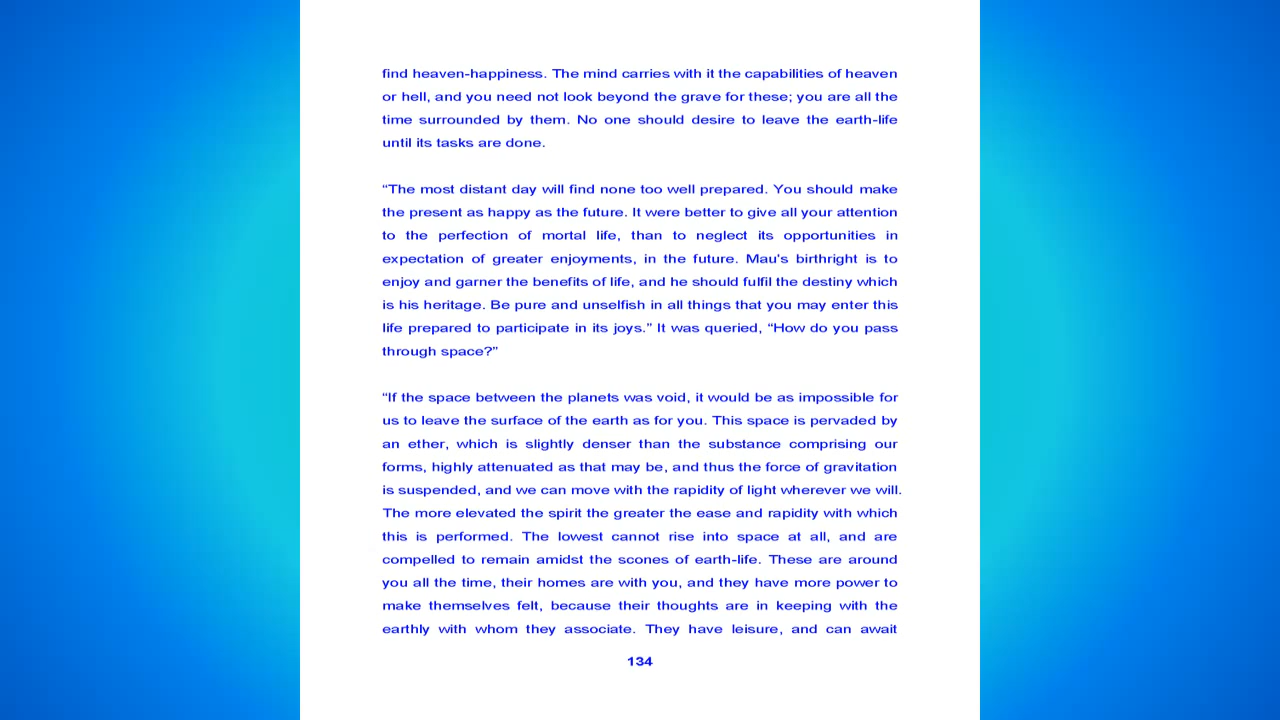 find heaven-happiness. The mind carries with it the capabilities of heaven
or hell, and you need not look beyond the grave for these; you are all the
time surrounded by them. No one should desire to leave the earth-life
until its tasks are done.
“The most distant day will find none too well prepared. You should make
the present as happy as the future. It were better to give all your attention
to the perfection of mortal life, than to neglect its opportunities in
expectation of greater enjoyments, in the future. Mau's birthright is to
enjoy and garner the benefits of life, and he should fulfil the destiny which
is his heritage. Be pure and unselfish in all things that you may enter this
life prepared to participate in its joys.” It was queried, “How do you pass
through space?”
“If the space between the planets was void, it would be as impossible for
us to leave the surface of the earth as for you. This space is pervaded by
an ether, which is slightly denser than the substance comprising our
forms, highly attenuated as that may be, and thus the force of gravitation
is suspended, and we can move with the rapidity of light wherever we will.
The more elevated the spirit the greater the ease and rapidity with which
this is performed. The lowest cannot rise into space at all, and are
compelled to remain amidst the scones of earth-life. These are around
you all the time, their homes are with you, and they have more power to
make themselves felt, because their thoughts are in keeping with the
earthly with whom they associate. They have leisure, and can await
134